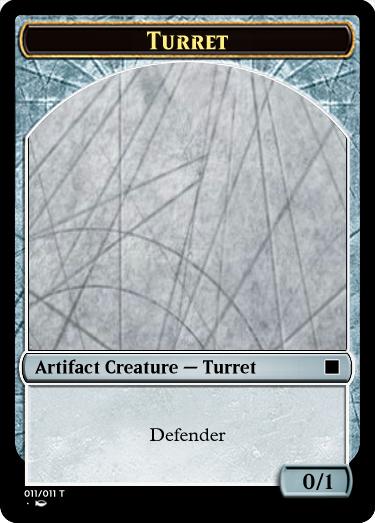 Turret
Artifact Creature — Turret
Defender
0/1
011/011 T